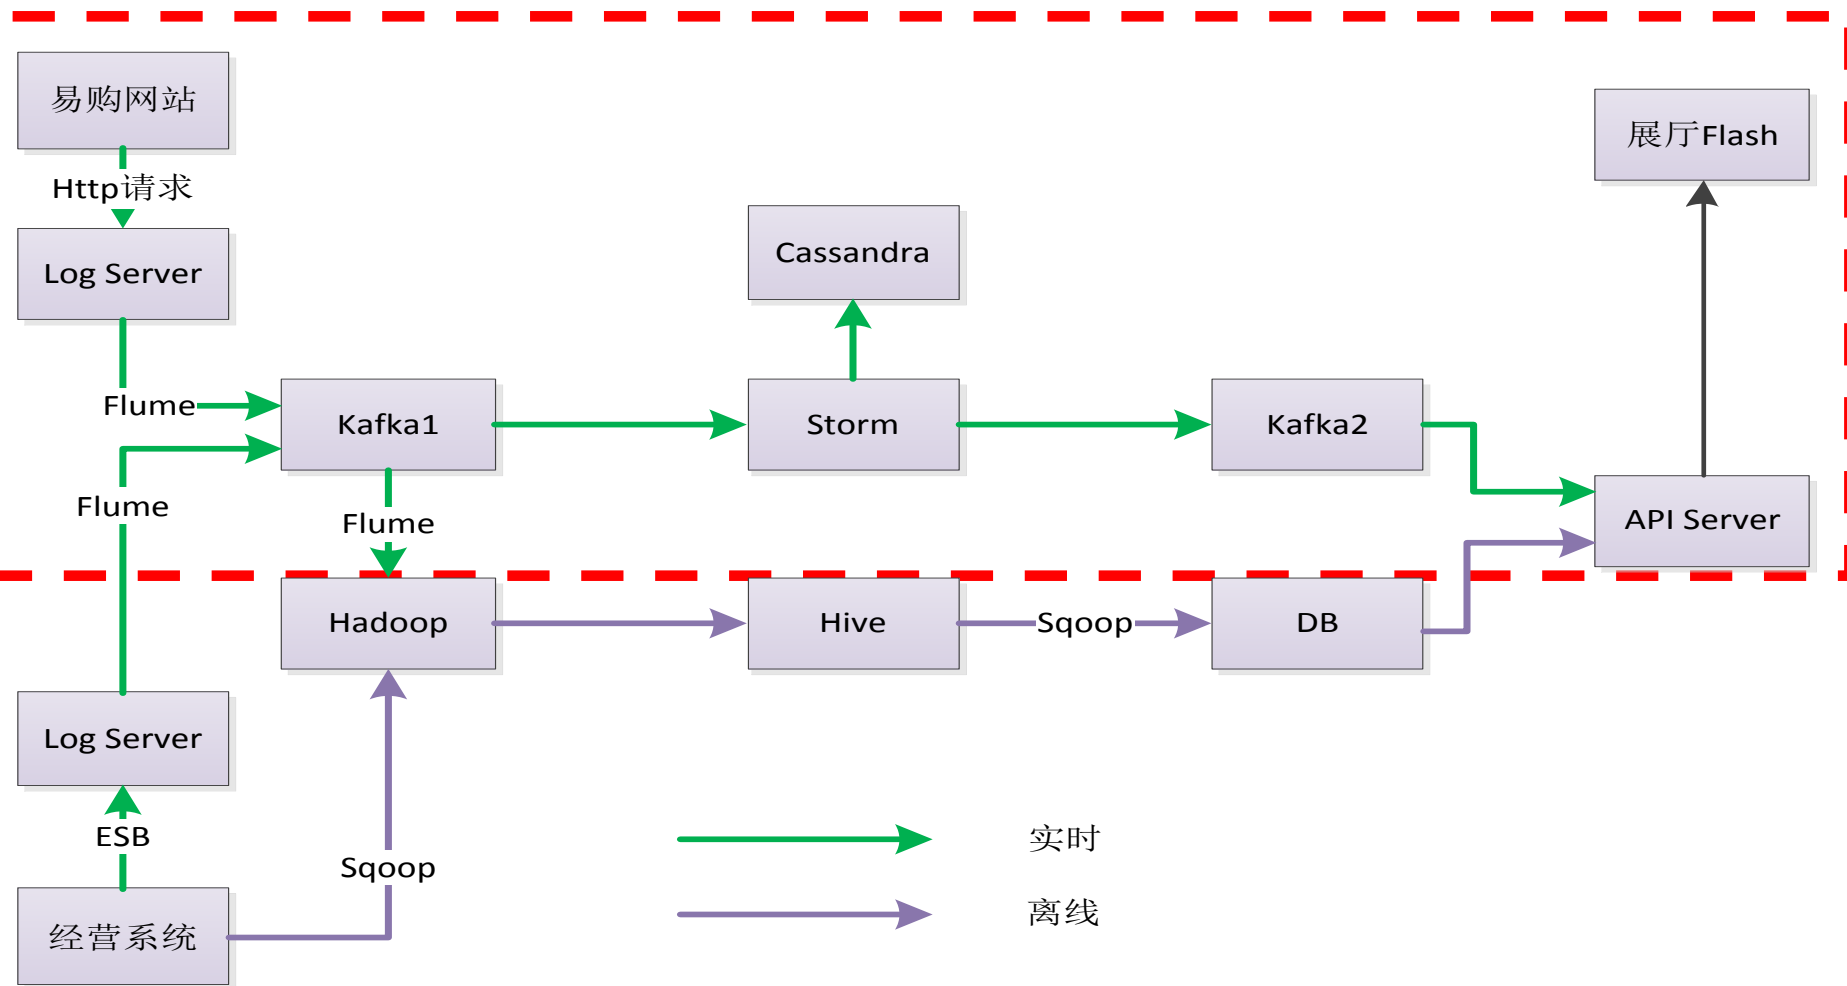 易购网站
展厅Flash
Http请求
Cassandra
Log Server
Flume
Kafka1
Storm
Kafka2
Flume
Flume
API Server
Hadoop
Hive
Sqoop
DB
Log Server
ESB
Sqoop
实时
离线
经营系统